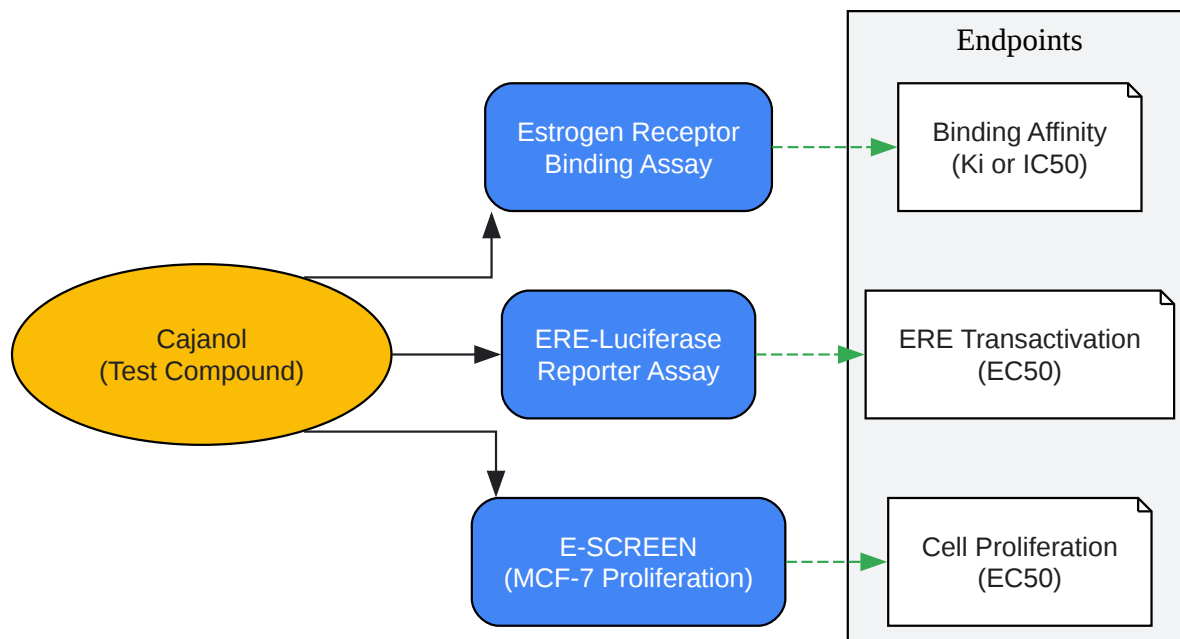 Endpoints
Estrogen Receptor
Binding Assay
Binding Affinity
(Ki or IC50)
Cajanol
(Test Compound)
ERE-Luciferase
Reporter Assay
ERE Transactivation
(EC50)
E-SCREEN
(MCF-7 Proliferation)
Cell Proliferation
(EC50)